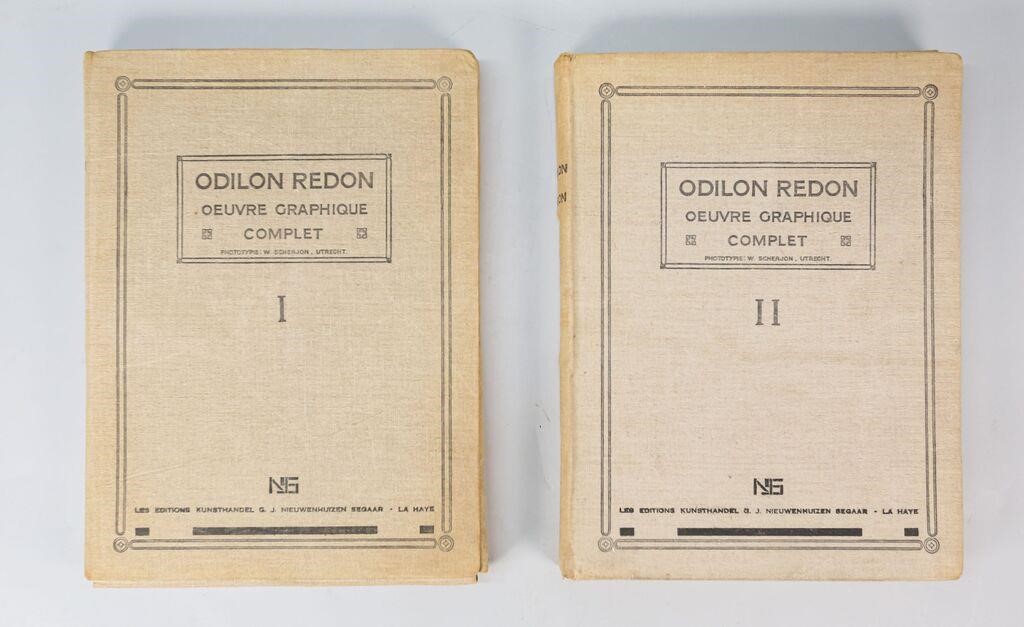 ODILON REDON
OEUVRE GRAPHIQUE
COMPLET
PHOTOTYPIE: W. SCHERJON, UTRECHT.
I
NS
LES EDITIONS KUNSTHANDEL G. J. NIEUWENHUIZEN SEGAAR - LA HAYE
ON
ON
ODILON REDON
OEUVRE GRAPHIQUE
COMPLET
PHOTOTYPIE: W. SCHERJON, UTRECHT.
II
NS
LES EDITIONS KUNSTHANDEL G. J. NIEUWENHUIZEN SEGAAR - LA HAYE